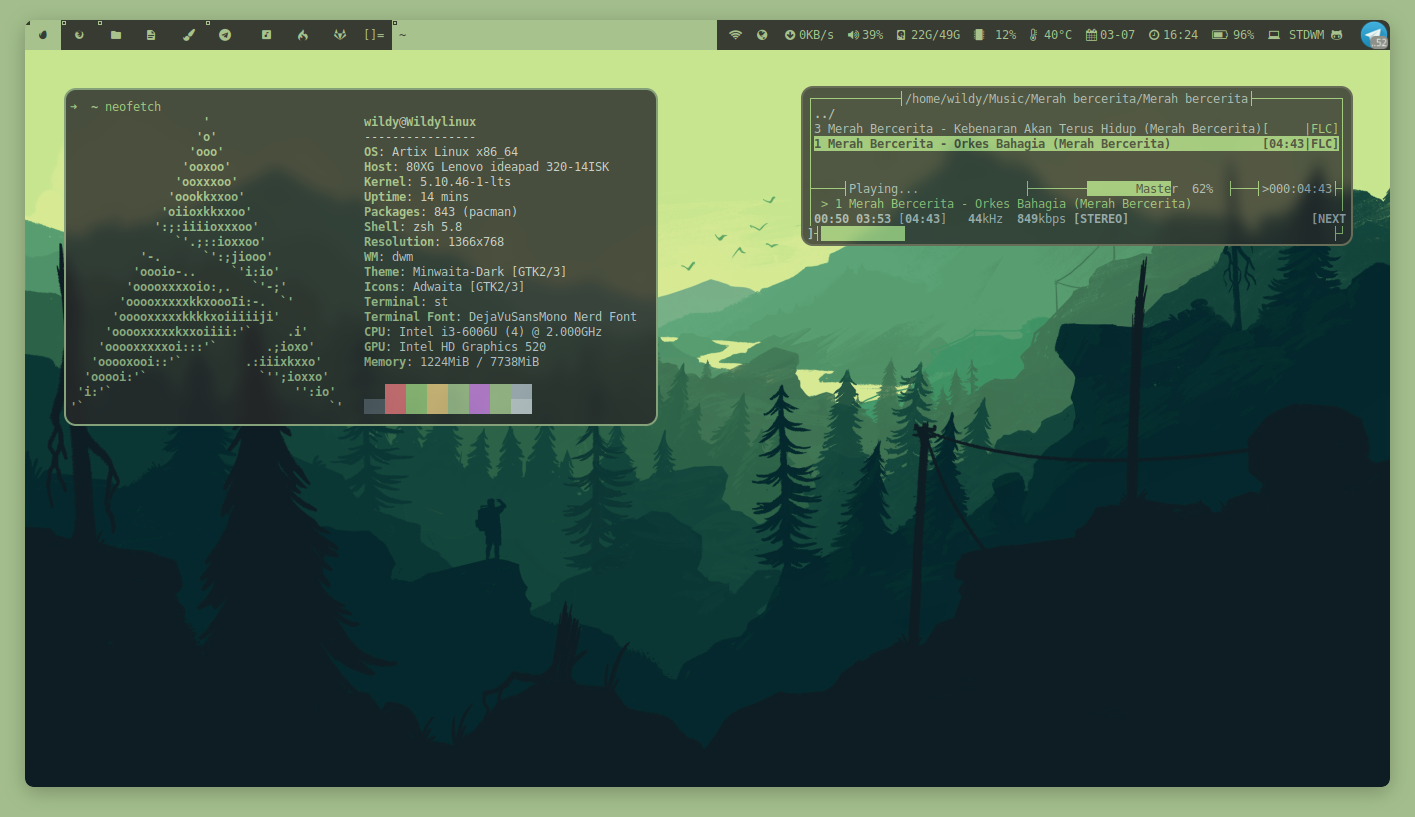 []= ~ 0KB/s 39% 22G/49G 12% 40°C 03-07 16:24 96% STDWM 52
➜ ~ neofetch
'
'o'
'ooo'
'ooxoo'
'ooxxxoo'
'oookkxxoo'
'oiioxkkxxoo'
':;:iiiioxxxoo'
`'.;::ioxxoo'
'-. `':;jiooo'
'oooio-.. `'i:io'
'ooooxxxxoio:,. `'-;'
'ooooxxxxxkkxoooIi:-. `'
'ooooxxxxxkkkkxoiiiiiji'
'ooooxxxxxkxxoiiii:'` .i'
'ooooxxxxxoi:::'` .;ioxo'
'ooooxooi::'` .:iiixkxxo'
'ooooi:'` `'';ioxxo'
'i:'` '':io'
'` `'
wildy@Wildylinux
----------------
OS: Artix Linux x86_64
Host: 80XG Lenovo ideapad 320-14ISK
Kernel: 5.10.46-1-lts
Uptime: 14 mins
Packages: 843 (pacman)
Shell: zsh 5.8
Resolution: 1366x768
WM: dwm
Theme: Minwaita-Dark [GTK2/3]
Icons: Adwaita [GTK2/3]
Terminal: st
Terminal Font: DejaVuSansMono Nerd Font
CPU: Intel i3-6006U (4) @ 2.000GHz
GPU: Intel HD Graphics 520
Memory: 1224MiB / 7738MiB
/home/wildy/Music/Merah bercerita/Merah bercerita
../
3 Merah Bercerita - Kebenaran Akan Terus Hidup (Merah Bercerita)[ |FLC]
1 Merah Bercerita - Orkes Bahagia (Merah Bercerita) [04:43|FLC]
Playing... Master 62% >000:04:43
> 1 Merah Bercerita - Orkes Bahagia (Merah Bercerita)
00:50 03:53 [04:43] 44kHz 849kbps [STEREO] [NEXT
]